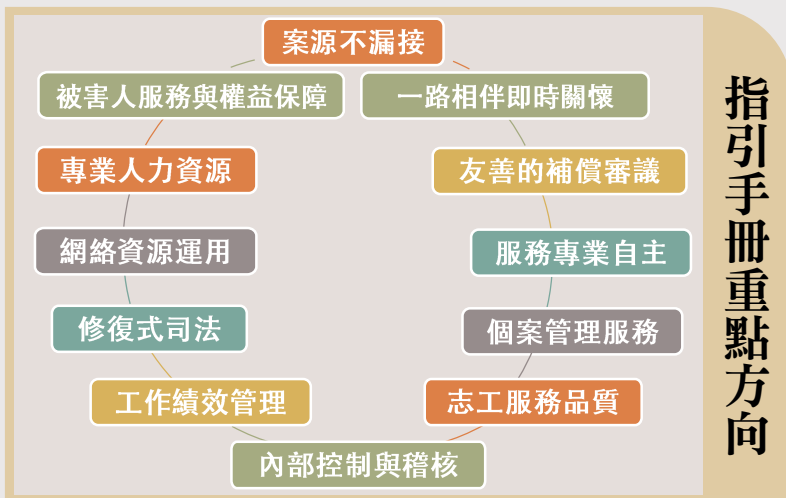 指引手冊重點方向
案源不漏接
一路相伴即時關懷
友善的補償審議
服務專業自主
個案管理服務
志工服務品質
內部控制與稽核
工作績效管理
修復式司法
網絡資源運用
專業人力資源
被害人服務與權益保障